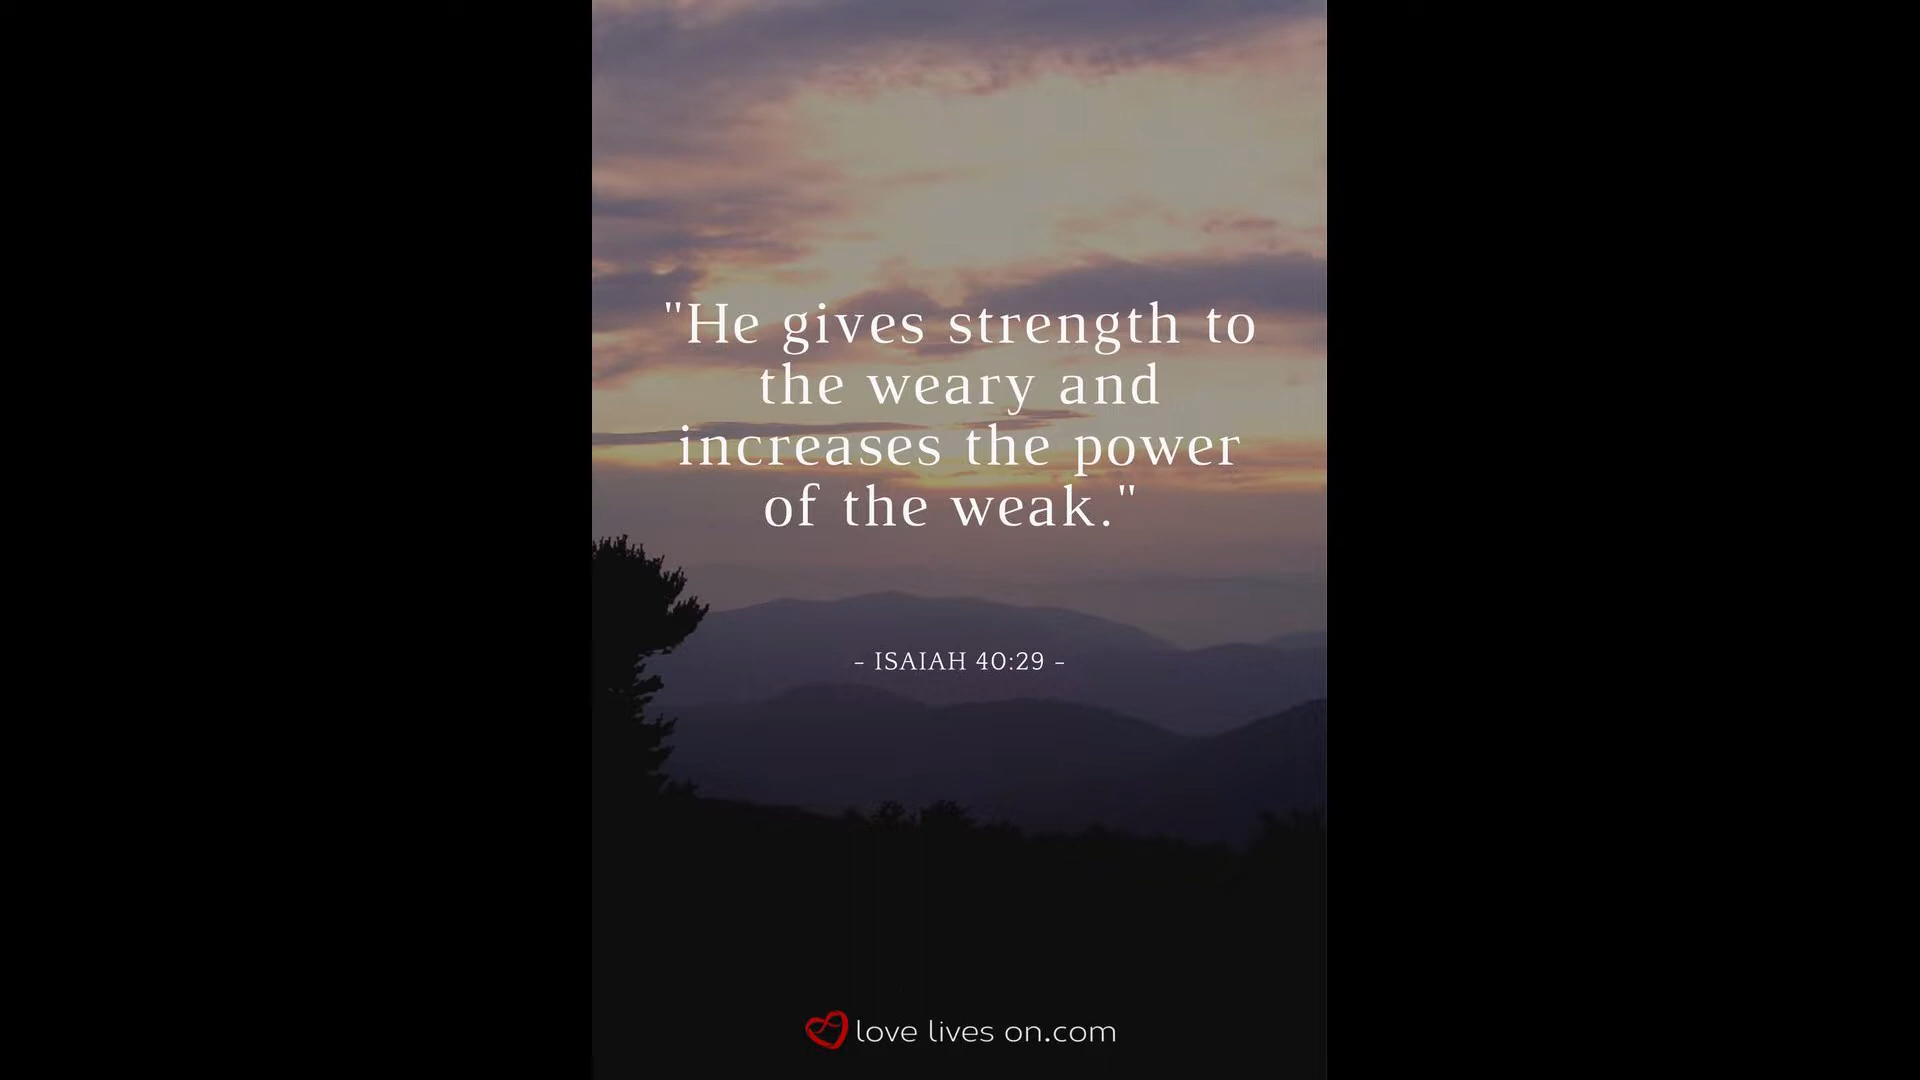 "He gives strength to
the weary and
increases the power
of the weak."
- ISAIAH 40:29 -
love lives on.com